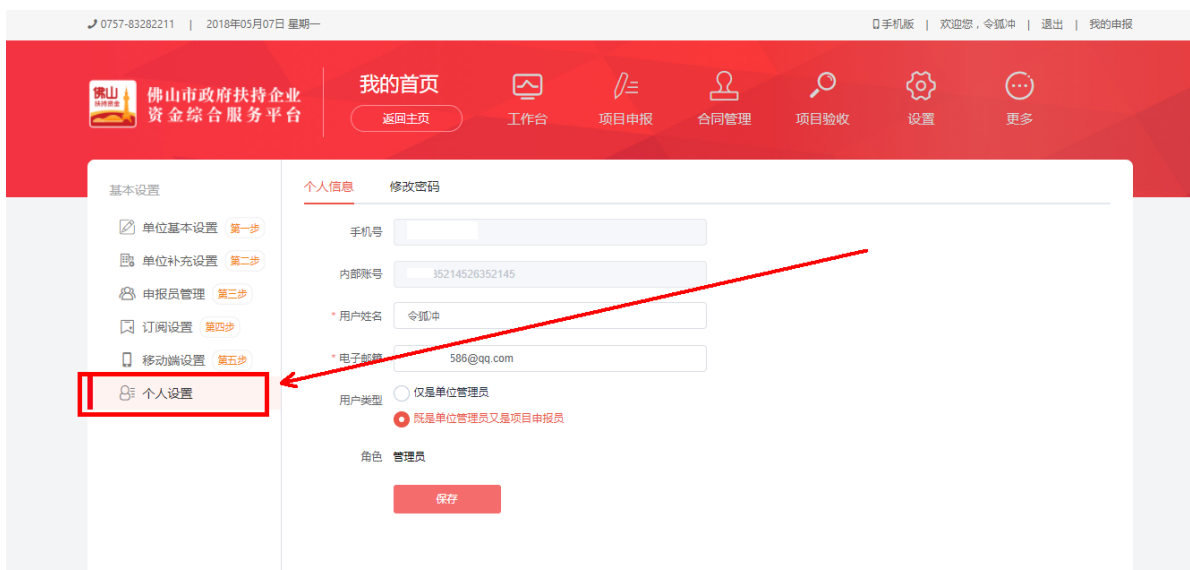 0757-83282211 | 2018年05月07日 星期一
手机版 | 欢迎您，令狐冲 | 退出 | 我的申报
佛山
扶持资金
佛山市政府扶持企业
资金综合服务平台
我的首页
返回主页
工作台
项目申报
合同管理
项目验收
设置
更多
基本设置
单位基本设置 第一步
单位补充设置 第二步
申报员管理 第三步
订阅设置 第四步
移动端设置 第五步
个人设置
个人信息 修改密码
手机号
内部账号 35214526352145
* 用户姓名 令狐冲
* 电子邮箱 586@qq.com
用户类型 仅是单位管理员
既是单位管理员又是项目申报员
角色 管理员
保存